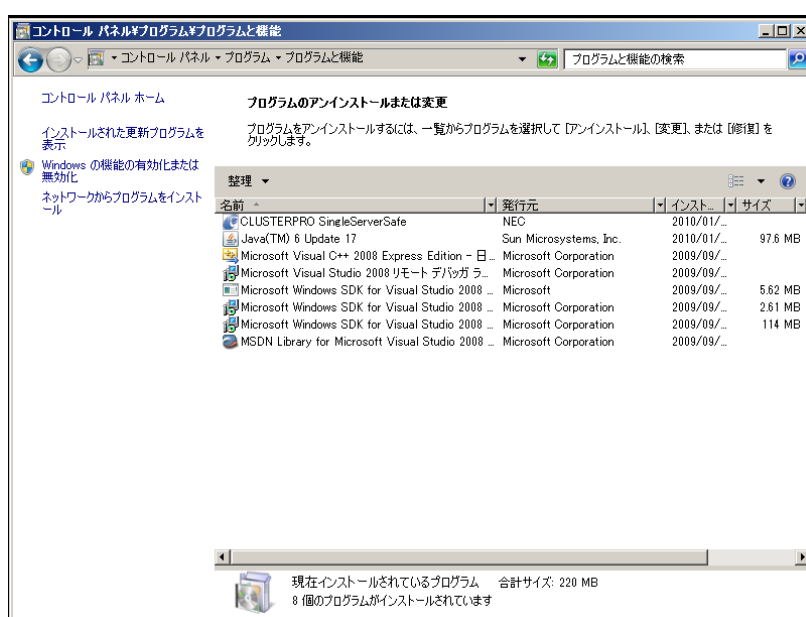 コントロール パネル¥プログラム¥プログラムと機能
コントロール パネル ▾ プログラム ▾ プログラムと機能
プログラムと機能の検索
コントロール パネル ホーム
インストールされた更新プログラムを
表示
Windows の機能の有効化または
無効化
ネットワークからプログラムをインスト
ール
プログラムのアンインストールまたは変更
プログラムをアンインストールするには、一覧からプログラムを選択して [アンインストール]、[変更]、または [修復] を
クリックします。
整理 ▼
名前 発行元 インスト... サイズ
CLUSTERPRO SingleServerSafe NEC 2010/01/...
Java(TM) 6 Update 17 Sun Microsystems, Inc. 2010/01/... 97.6 MB
Microsoft Visual C++ 2008 Express Edition - 日... Microsoft Corporation 2009/09/...
Microsoft Visual Studio 2008 リモート デバッガ ラ... Microsoft Corporation 2009/09/...
Microsoft Windows SDK for Visual Studio 2008 ... Microsoft 2009/09/... 5.62 MB
Microsoft Windows SDK for Visual Studio 2008 ... Microsoft Corporation 2009/09/... 2.61 MB
Microsoft Windows SDK for Visual Studio 2008 ... Microsoft Corporation 2009/09/... 114 MB
MSDN Library for Microsoft Visual Studio 2008 ... Microsoft Corporation 2009/09/...
現在インストールされているプログラム 合計サイズ: 220 MB
8 個のプログラムがインストールされています